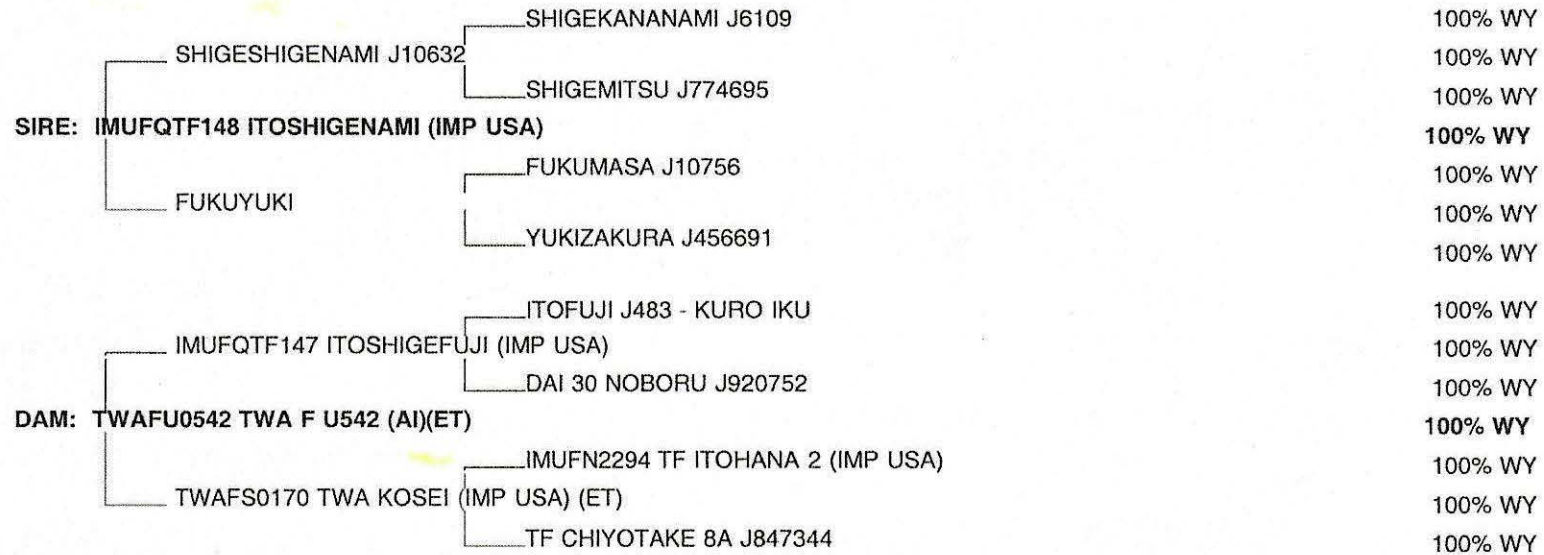 SHIGEKANANAMI J6109 100% WY
SHIGESHIGENAMI J10632 100% WY
SHIGEMITSU J774695 100% WY
SIRE: IMUFQTF148 ITOSHIGENAMI (IMP USA) 100% WY
FUKUMASA J10756 100% WY
FUKUYUKI 100% WY
YUKIZAKURA J456691 100% WY
ITOFUJI J483 - KURO IKU 100% WY
IMUFQTF147 ITOSHIGEFUJI (IMP USA) 100% WY
DAI 30 NOBORU J920752 100% WY
DAM: TWAFU0542 TWA F U542 (AI)(ET) 100% WY
IMUFN2294 TF ITOHANA 2 (IMP USA) 100% WY
TWAFS0170 TWA KOSEI (IMP USA) (ET) 100% WY
TF CHIYOTAKE 8A J847344 100% WY